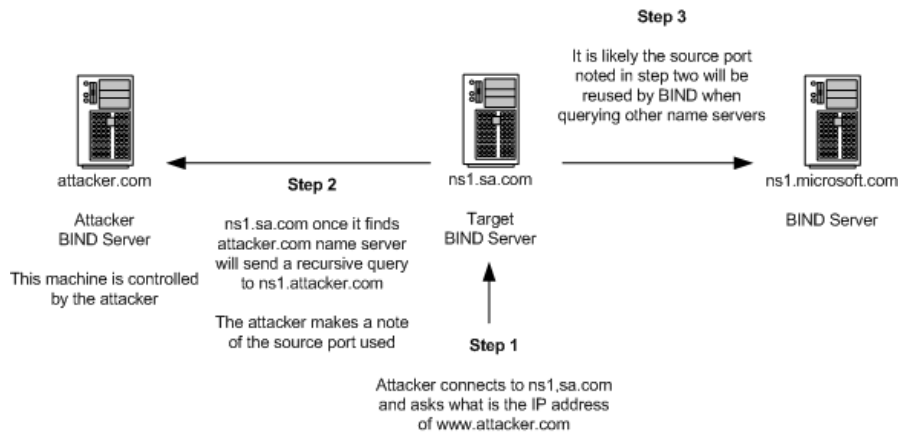 Step 3
It is likely the source port
noted in step two will be
reused by BIND when
querying other name servers
attacker.com
Attacker
BIND Server
This machine is controlled
by the attacker
Step 2
ns1.sa.com once it finds
attacker.com name server
will send a recursive query
to ns1.attacker.com
The attacker makes a note
of the source port used
ns1.sa.com
Target
BIND Server
ns1.microsoft.com
BIND Server
Step 1
Attacker connects to ns1,sa.com
and asks what is the IP address
of www.attacker.com